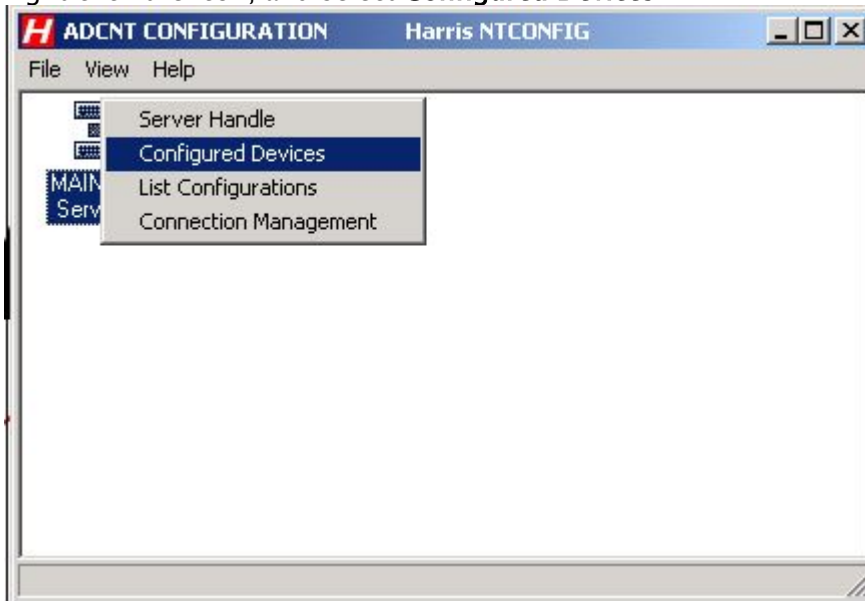 ADCNT CONFIGURATION Harris NTCONFIG
File View Help
Server Handle
Configured Devices
List Configurations
Connection Management
MAIN
Serv